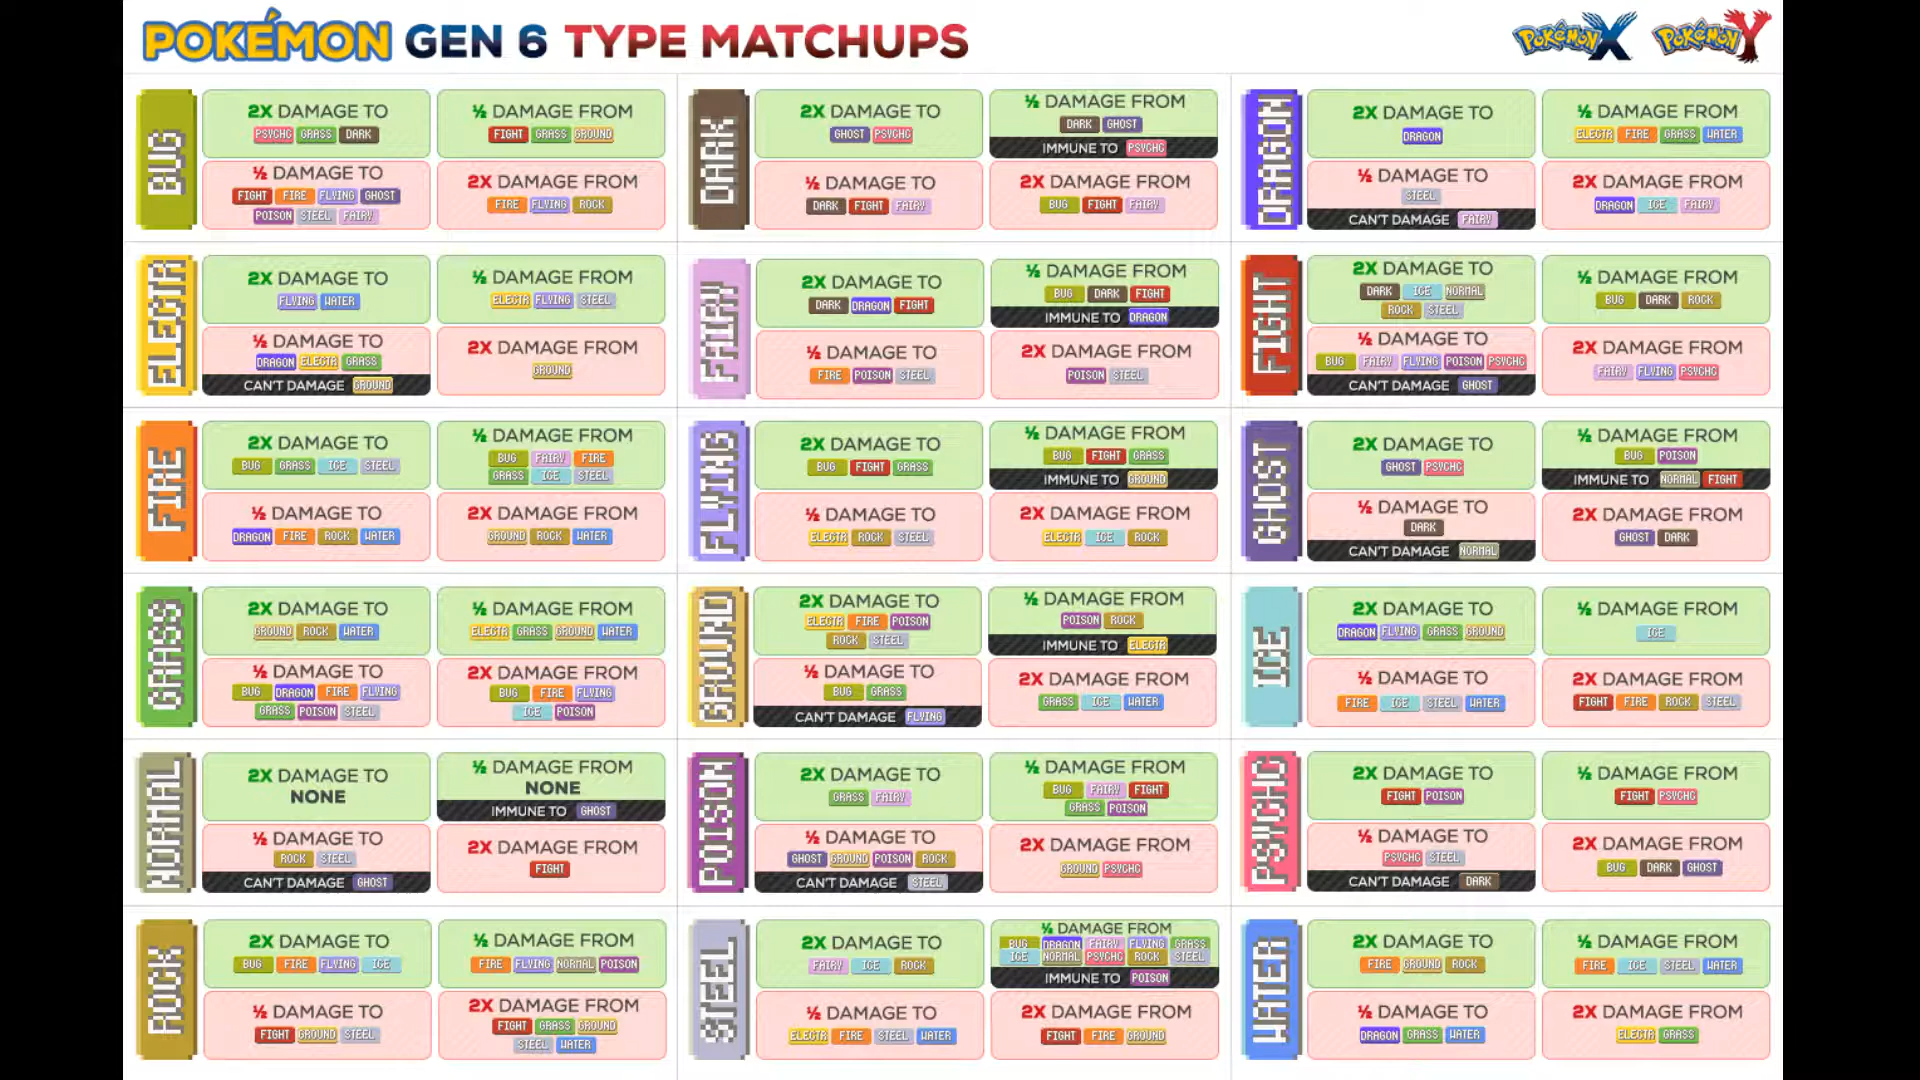 POKÉMON GEN 6 TYPE MATCHUPS
POKÉMON X
POKÉMON Y
BUG
2X DAMAGE TO
PSYCHC GRASS DARK
½ DAMAGE FROM
FIGHT GRASS GROUND
½ DAMAGE TO
FIGHT FIRE FLYING GHOST
POISON STEEL FAIRY
2X DAMAGE FROM
FIRE FLYING ROCK
DARK
2X DAMAGE TO
GHOST PSYCHC
½ DAMAGE FROM
DARK GHOST
IMMUNE TO PSYCHC
½ DAMAGE TO
DARK FIGHT FAIRY
2X DAMAGE FROM
BUG FIGHT FAIRY
DRAGON
2X DAMAGE TO
DRAGON
½ DAMAGE FROM
ELECTR FIRE GRASS WATER
½ DAMAGE TO
STEEL
CAN'T DAMAGE FAIRY
2X DAMAGE FROM
DRAGON ICE FAIRY
ELECTR
2X DAMAGE TO
FLYING WATER
½ DAMAGE FROM
ELECTR FLYING STEEL
½ DAMAGE TO
DRAGON ELECTR GRASS
CAN'T DAMAGE GROUND
2X DAMAGE FROM
GROUND
FAIRY
2X DAMAGE TO
DARK DRAGON FIGHT
½ DAMAGE FROM
BUG DARK FIGHT
IMMUNE TO DRAGON
½ DAMAGE TO
FIRE POISON STEEL
2X DAMAGE FROM
POISON STEEL
FIGHT
2X DAMAGE TO
DARK ICE NORMAL
ROCK STEEL
½ DAMAGE FROM
BUG DARK ROCK
½ DAMAGE TO
BUG FAIRY FLYING POISON PSYCHC
CAN'T DAMAGE GHOST
2X DAMAGE FROM
FAIRY FLYING PSYCHC
FIRE
2X DAMAGE TO
BUG GRASS ICE STEEL
½ DAMAGE FROM
BUG FAIRY FIRE
GRASS ICE STEEL
½ DAMAGE TO
DRAGON FIRE ROCK WATER
2X DAMAGE FROM
GROUND ROCK WATER
FLYING
2X DAMAGE TO
BUG FIGHT GRASS
½ DAMAGE FROM
BUG FIGHT GRASS
IMMUNE TO GROUND
½ DAMAGE TO
ELECTR ROCK STEEL
2X DAMAGE FROM
ELECTR ICE ROCK
GHOST
2X DAMAGE TO
GHOST PSYCHC
½ DAMAGE FROM
BUG POISON
IMMUNE TO NORMAL FIGHT
½ DAMAGE TO
DARK
CAN'T DAMAGE NORMAL
2X DAMAGE FROM
GHOST DARK
GRASS
2X DAMAGE TO
GROUND ROCK WATER
½ DAMAGE FROM
ELECTR GRASS GROUND WATER
½ DAMAGE TO
BUG DRAGON FIRE FLYING
GRASS POISON STEEL
2X DAMAGE FROM
BUG FIRE FLYING
ICE POISON
GROUND
2X DAMAGE TO
ELECTR FIRE POISON
ROCK STEEL
½ DAMAGE FROM
POISON ROCK
IMMUNE TO ELECTR
½ DAMAGE TO
BUG GRASS
CAN'T DAMAGE FLYING
2X DAMAGE FROM
GRASS ICE WATER
ICE
2X DAMAGE TO
DRAGON FLYING GRASS GROUND
½ DAMAGE FROM
ICE
½ DAMAGE TO
FIRE ICE STEEL WATER
2X DAMAGE FROM
FIGHT FIRE ROCK STEEL
NORMAL
2X DAMAGE TO
NONE
½ DAMAGE FROM
NONE
IMMUNE TO GHOST
½ DAMAGE TO
ROCK STEEL
CAN'T DAMAGE GHOST
2X DAMAGE FROM
FIGHT
POISON
2X DAMAGE TO
GRASS FAIRY
½ DAMAGE FROM
BUG FAIRY FIGHT
GRASS POISON
½ DAMAGE TO
GHOST GROUND POISON ROCK
CAN'T DAMAGE STEEL
2X DAMAGE FROM
GROUND PSYCHC
PSYCHC
2X DAMAGE TO
FIGHT POISON
½ DAMAGE FROM
FIGHT PSYCHC
½ DAMAGE TO
PSYCHC STEEL
CAN'T DAMAGE DARK
2X DAMAGE FROM
BUG DARK GHOST
ROCK
2X DAMAGE TO
BUG FIRE FLYING ICE
½ DAMAGE FROM
FIRE FLYING NORMAL POISON
½ DAMAGE TO
FIGHT GROUND STEEL
2X DAMAGE FROM
FIGHT GRASS GROUND
STEEL WATER
STEEL
2X DAMAGE TO
FAIRY ICE ROCK
½ DAMAGE FROM
BUG DRAGON FAIRY FLYING GRASS
ICE NORMAL PSYCHC ROCK STEEL
IMMUNE TO POISON
½ DAMAGE TO
ELECTR FIRE STEEL WATER
2X DAMAGE FROM
FIGHT FIRE GROUND
WATER
2X DAMAGE TO
FIRE GROUND ROCK
½ DAMAGE FROM
FIRE ICE STEEL WATER
½ DAMAGE TO
DRAGON GRASS WATER
2X DAMAGE FROM
ELECTR GRASS